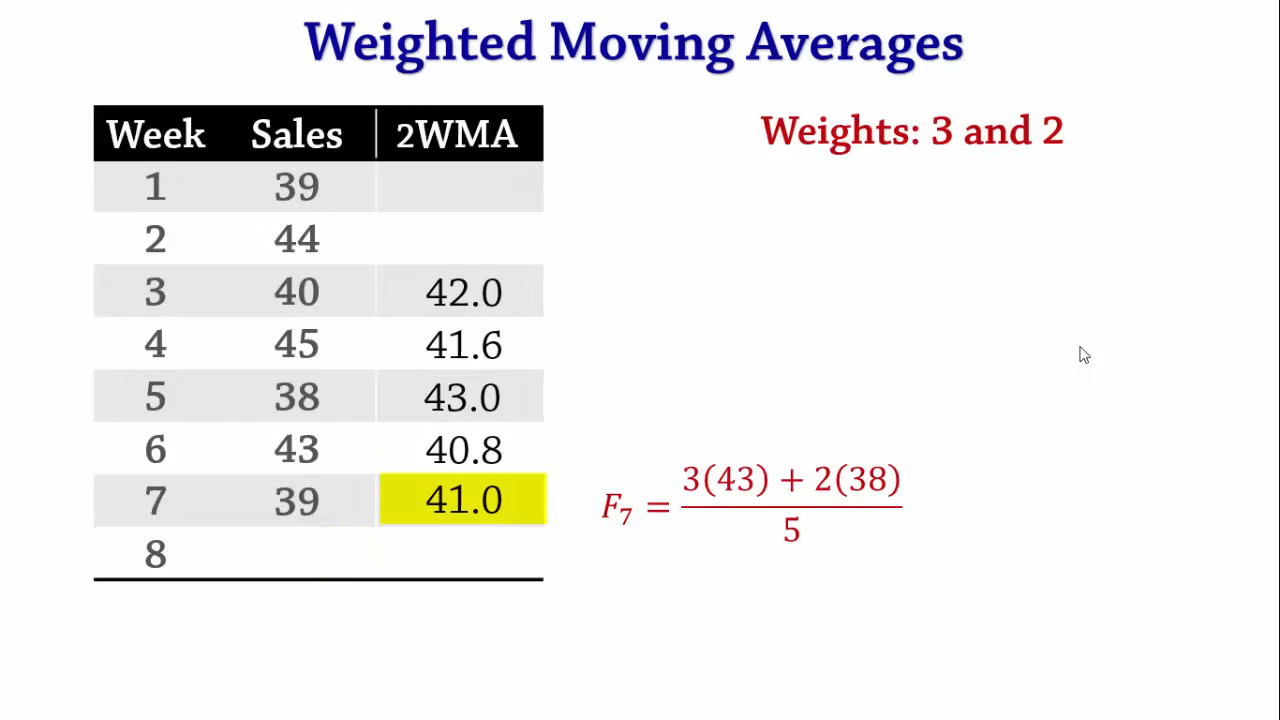 Weighted Moving Averages
Weights: 3 and 2
Week Sales 2WMA
1 39
2 44
3 40 42.0
4 45 41.6
5 38 43.0
6 43 40.8
7 39 41.0
8
F₇ = (3(43) + 2(38))/5